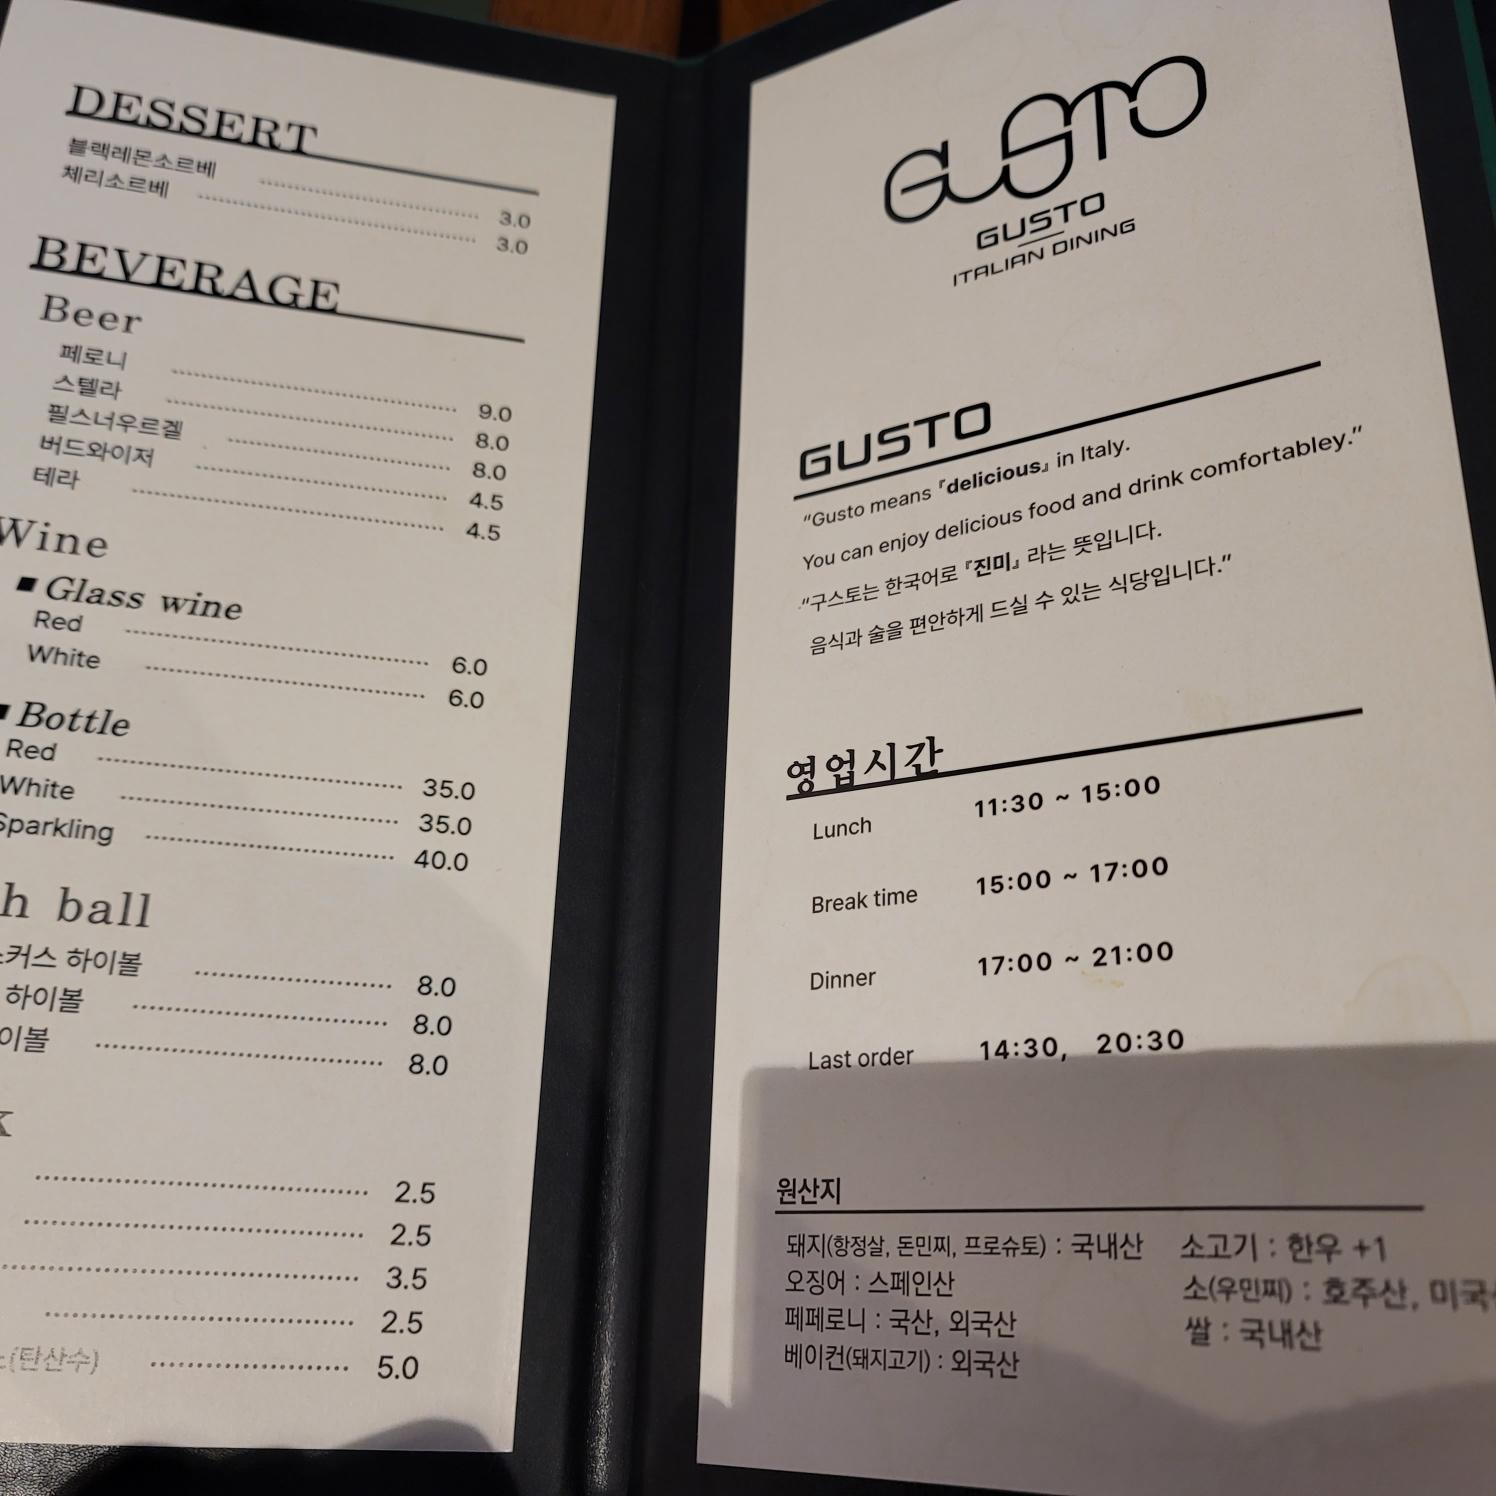 DESSERT
블랙레몬소르베 3.0
체리소르베 3.0
BEVERAGE
Beer
페로니 9.0
스텔라 8.0
필스너우르겔 8.0
버드와이저 4.5
테라 4.5
Wine
■ Glass wine
Red 6.0
White 6.0
■ Bottle
Red 35.0
White 35.0
Sparkling 40.0
h ball
커스 하이볼 8.0
하이볼 8.0
이볼 8.0
k
2.5
2.5
3.5
2.5
(탄산수) 5.0
GUSTO
GUSTO
ITALIAN DINING
GUSTO
"Gusto means『delicious』in Italy.
You can enjoy delicious food and drink comfortabley."
"구스토는 한국어로『진미』라는 뜻입니다.
음식과 술을 편안하게 드실 수 있는 식당입니다."
영업시간
Lunch 11:30 ~ 15:00
Break time 15:00 ~ 17:00
Dinner 17:00 ~ 21:00
Last order 14:30, 20:30
원산지
돼지(항정살, 돈민찌, 프로슈토) : 국내산
오징어 : 스페인산
페페로니 : 국산, 외국산
베이컨(돼지고기) : 외국산
소고기 : 한우 +1
소(우민찌) : 호주산, 미국
쌀 : 국내산